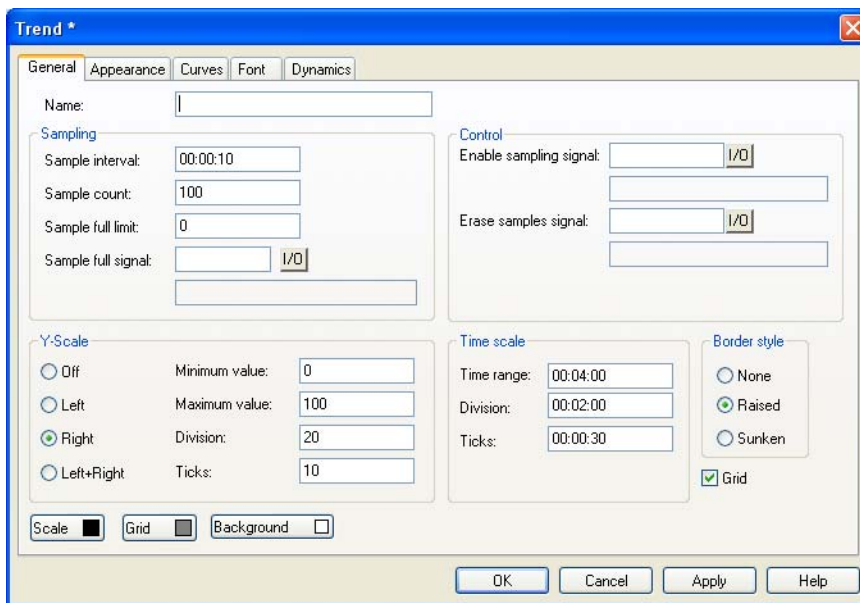 Trend *
General Appearance Curves Font Dynamics
Name:
Sampling
Sample interval: 00:00:10
Sample count: 100
Sample full limit: 0
Sample full signal: I/O
Control
Enable sampling signal: I/O
Erase samples signal: I/O
Y-Scale
Off Minimum value: 0
Left Maximum value: 100
Right Division: 20
Left+Right Ticks: 10
Time scale
Time range: 00:04:00
Division: 00:02:00
Ticks: 00:00:30
Border style
None
Raised
Sunken
Grid
Scale Grid Background
OK Cancel Apply Help